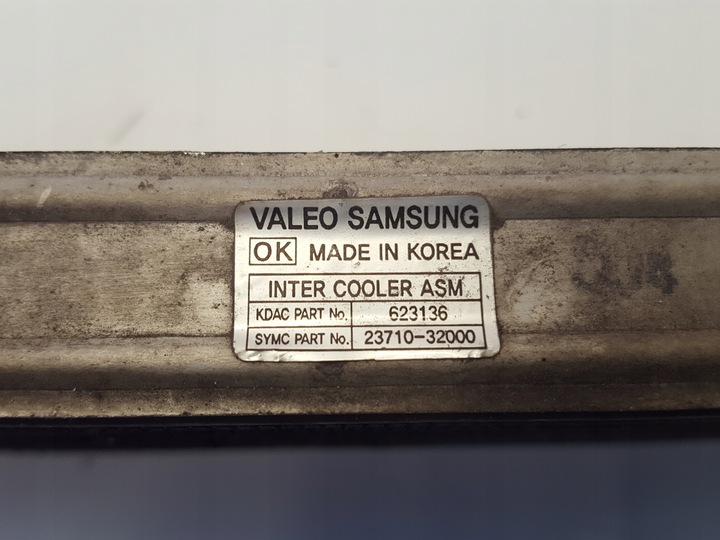 VALEO SAMSUNG
OK MADE IN KOREA
INTER COOLER ASM
KDAC PART No. 623136
SYMC PART No. 23710-32000